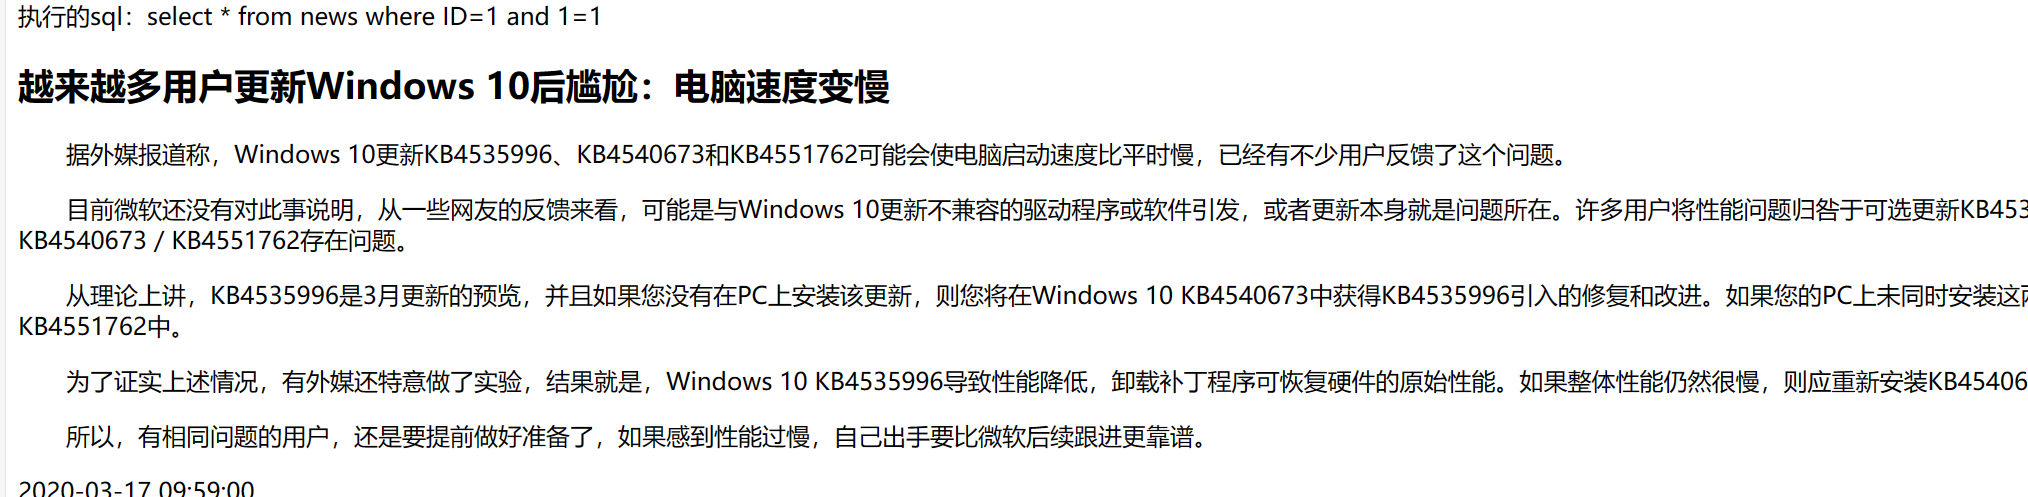 执行的sql：select * from news where ID=1 and 1=1
越来越多用户更新Windows 10后尴尬：电脑速度变慢
据外媒报道称，Windows 10更新KB4535996、KB4540673和KB4551762可能会使电脑启动速度比平时慢，已经有不少用户反馈了这个问题。
目前微软还没有对此事说明，从一些网友的反馈来看，可能是与Windows 10更新不兼容的驱动程序或软件引发，或者更新本身就是问题所在。许多用户将性能问题归咎于可选更新KB453
KB4540673 / KB4551762存在问题。
从理论上讲，KB4535996是3月更新的预览，并且如果您没有在PC上安装该更新，则您将在Windows 10 KB4540673中获得KB4535996引入的修复和改进。如果您的PC上未同时安装这两
KB4551762中。
为了证实上述情况，有外媒还特意做了实验，结果就是，Windows 10 KB4535996导致性能降低，卸载补丁程序可恢复硬件的原始性能。如果整体性能仍然很慢，则应重新安装KB45406
所以，有相同问题的用户，还是要提前做好准备了，如果感到性能过慢，自己出手要比微软后续跟进更靠谱。
2020-03-17 09:59:00